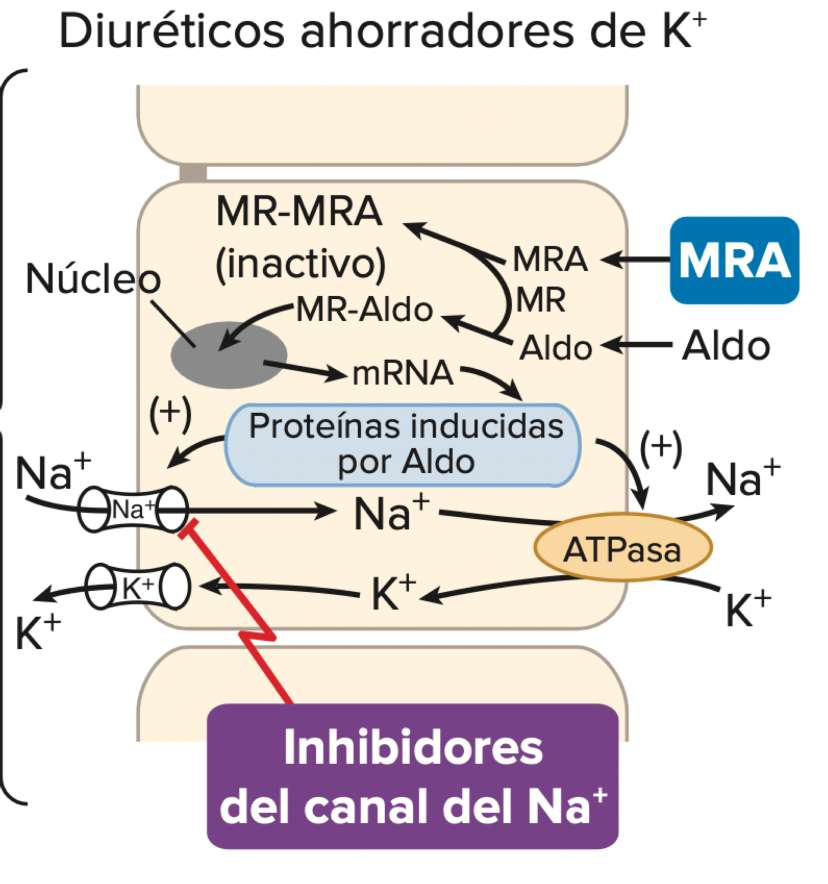 Diuréticos ahorradores de K⁺
MR-MRA
(inactivo)
MRA
MRA
Núcleo
MR
MR-Aldo
Aldo
Aldo
mRNA
(+)
Proteínas inducidas
por Aldo
(+)
Na⁺
Na⁺
Na⁺
Na⁺
ATPasa
K⁺
K⁺
K⁺
K⁺
Inhibidores
del canal del Na⁺